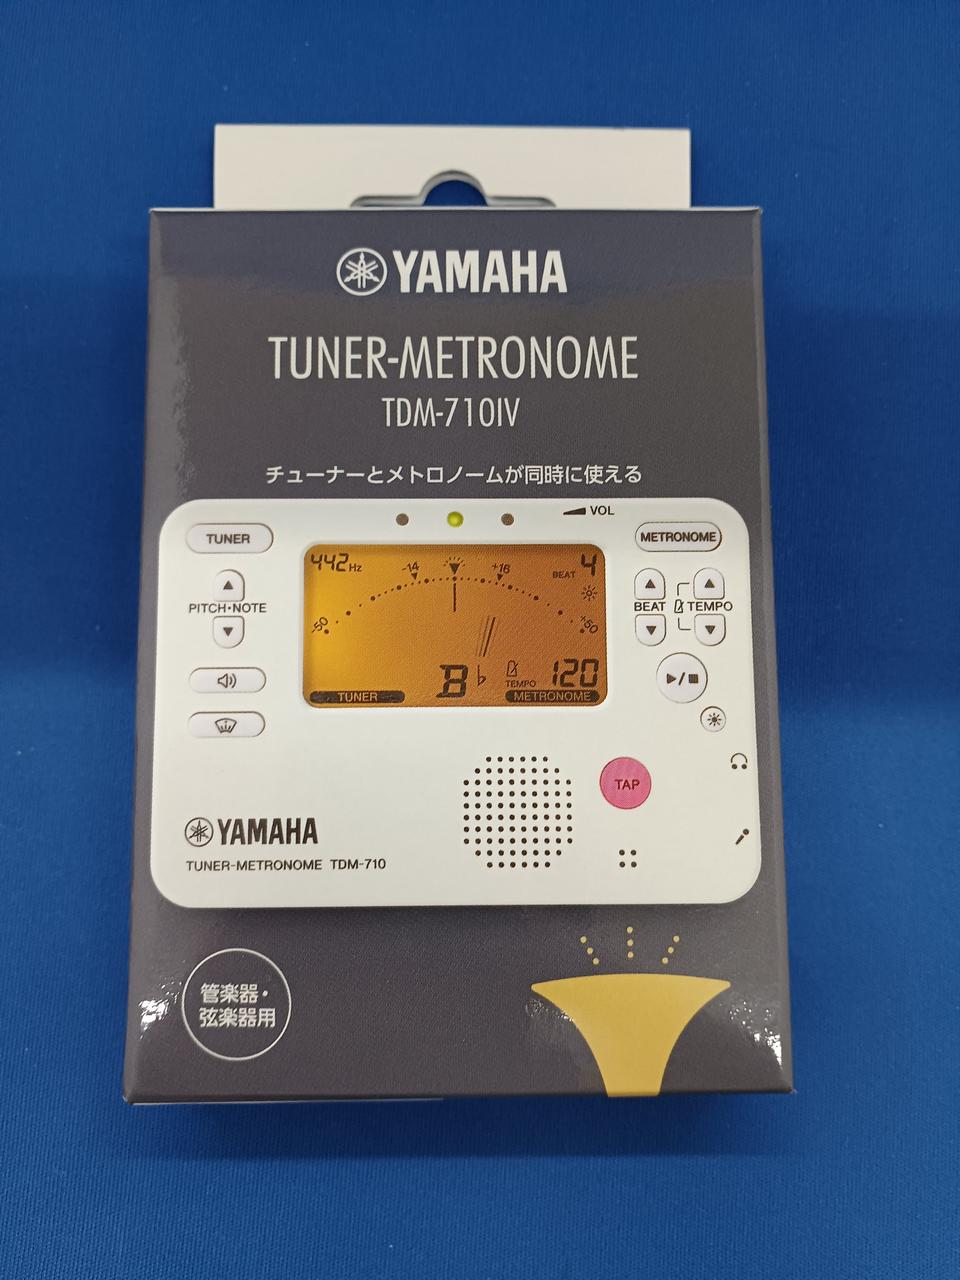 YAMAHA
TUNER-METRONOME
TDM-710IV
チューナーとメトロノームが同時に使える
VOL
TUNER
METRONOME
442Hz
-14
+16
BEAT 4
-50
+50
PITCH•NOTE
BEAT
TEMPO
B♭
TEMPO 120
TUNER
METRONOME
TAP
YAMAHA
TUNER-METRONOME TDM-710
管楽器・
弦楽器用